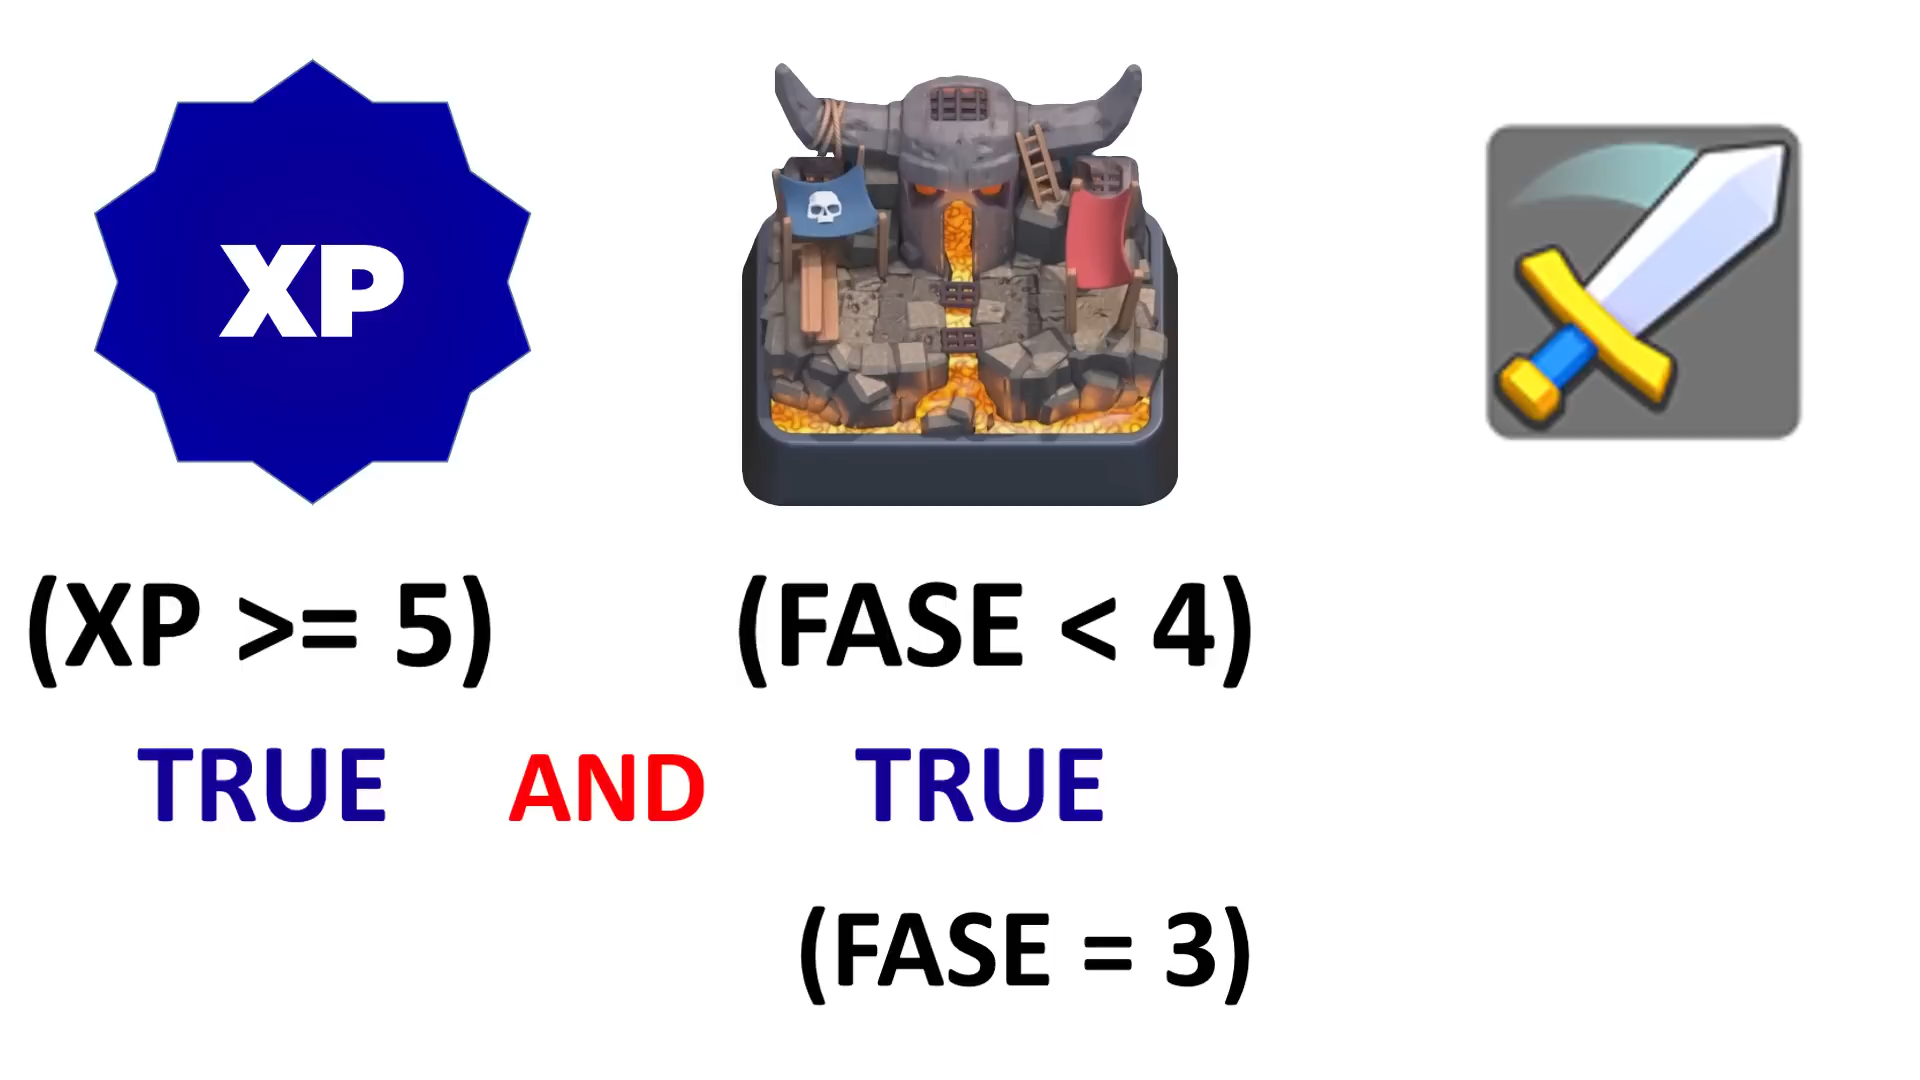 XP
(XP >= 5) (FASE < 4)
TRUE AND TRUE
(FASE = 3)